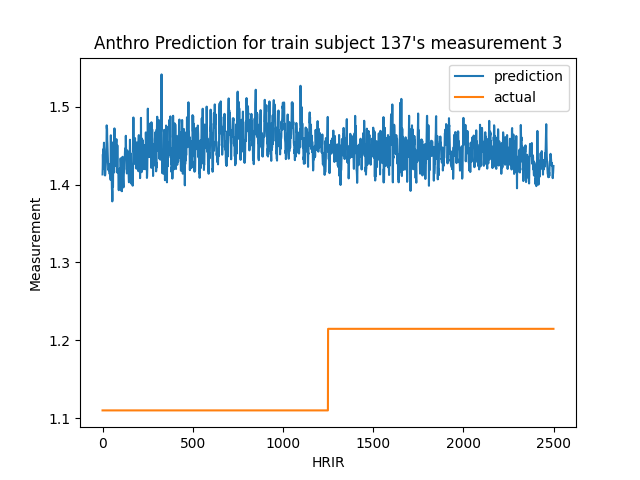 Anthro Prediction for train subject 137's measurement 3
prediction
actual
1.5
1.4
1.3
1.2
1.1
Measurement
0
500
1000
1500
2000
2500
HRIR